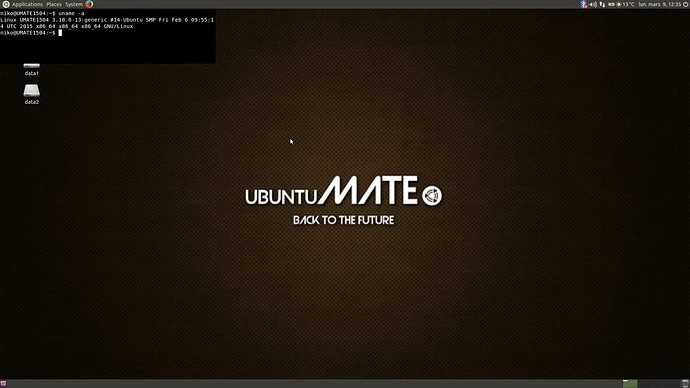 Applications Places System
13 °C lun. mars 9, 12:35
niko@UMATE1504:~$ uname -a
Linux UMATE1504 3.18.0-13-generic #14-Ubuntu SMP Fri Feb 6 09:55:1
4 UTC 2015 x86_64 x86_64 x86_64 GNU/Linux
niko@UMATE1504:~$
data1
data2
UBUNTU MATE
BACK TO THE FUTURE